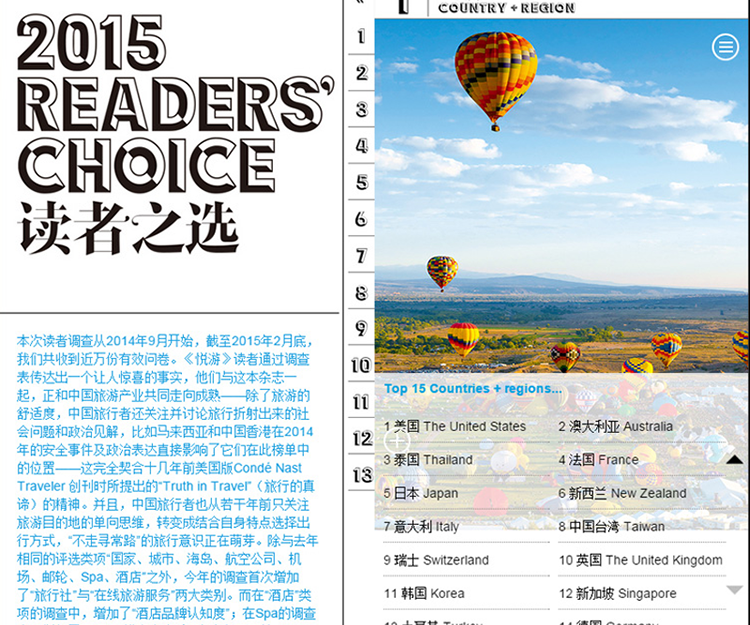 2015
READERS'
CHOICE
读者之选
本次读者调查从2014年9月开始，截至2015年2月底，
我们共收到近万份有效问卷。《悦游》读者通过调查
表传达出一个让人惊喜的事实，他们与这本杂志一
起，正和中国旅游产业共同走向成熟——除了旅游的
舒适度，中国旅行者还关注并讨论旅行折射出来的社
会问题和政治见解，比如马来西亚和中国香港在2014
年的安全事件及政治表达直接影响了它们在此榜单中
的位置——这完全契合十几年前美国版Condé Nast
Traveler 创刊时所提出的“Truth in Travel”（旅行的真
谛）的精神。并且，中国旅行者也从若干年前只关注
旅游目的地的单向思维，转变成结合自身特点选择出
行方式，“不走寻常路”的旅行意识正在萌芽。除与去年
相同的评选类项“国家、城市、海岛、航空公司、机
场、邮轮、Spa、酒店”之外，今年的调查首次增加
了“旅行社”与“在线旅游服务”两大类别。而在“酒店”类
项的调查中，增加了“酒店品牌认知度”；在Spa的调查
1
2
3
4
5
6
7
8
9
10
11
12
13
COUNTRY + REGION
Top 15 Countries + regions...
1 美国 The United States
2 澳大利亚 Australia
3 泰国 Thailand
4 法国 France
5 日本 Japan
6 新西兰 New Zealand
7 意大利 Italy
8 中国台湾 Taiwan
9 瑞士 Switzerland
10 英国 The United Kingdom
11 韩国 Korea
12 新加坡 Singapore
13 土耳其 Turkey
14 德国 Germany